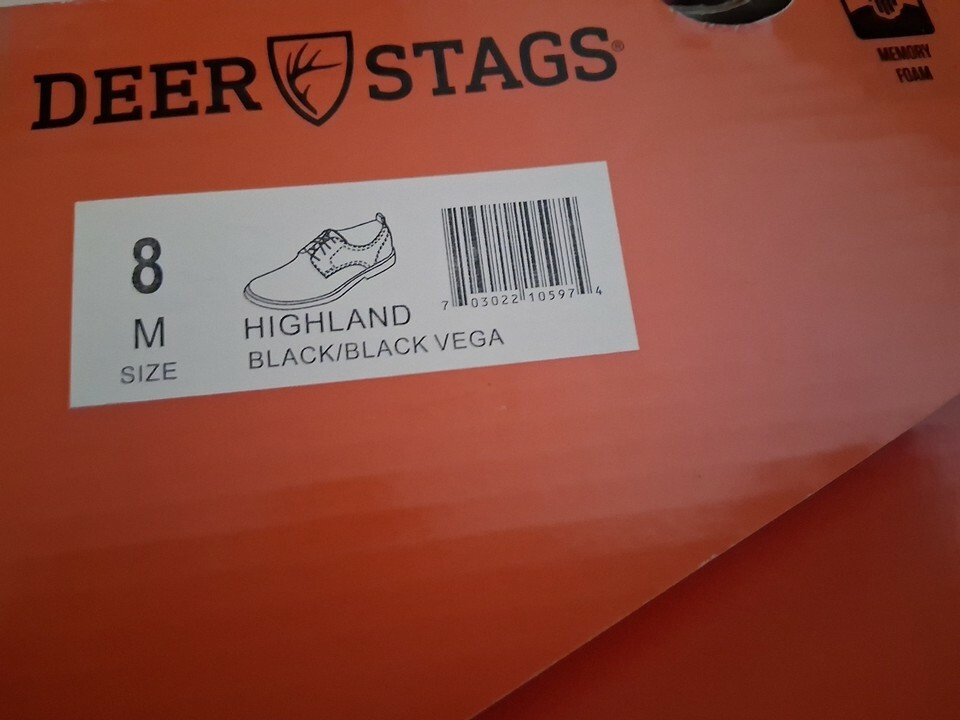 DEER STAGS®
MEMORY
FOAM
8
M
SIZE
HIGHLAND
BLACK/BLACK VEGA
7 03022 10597 4